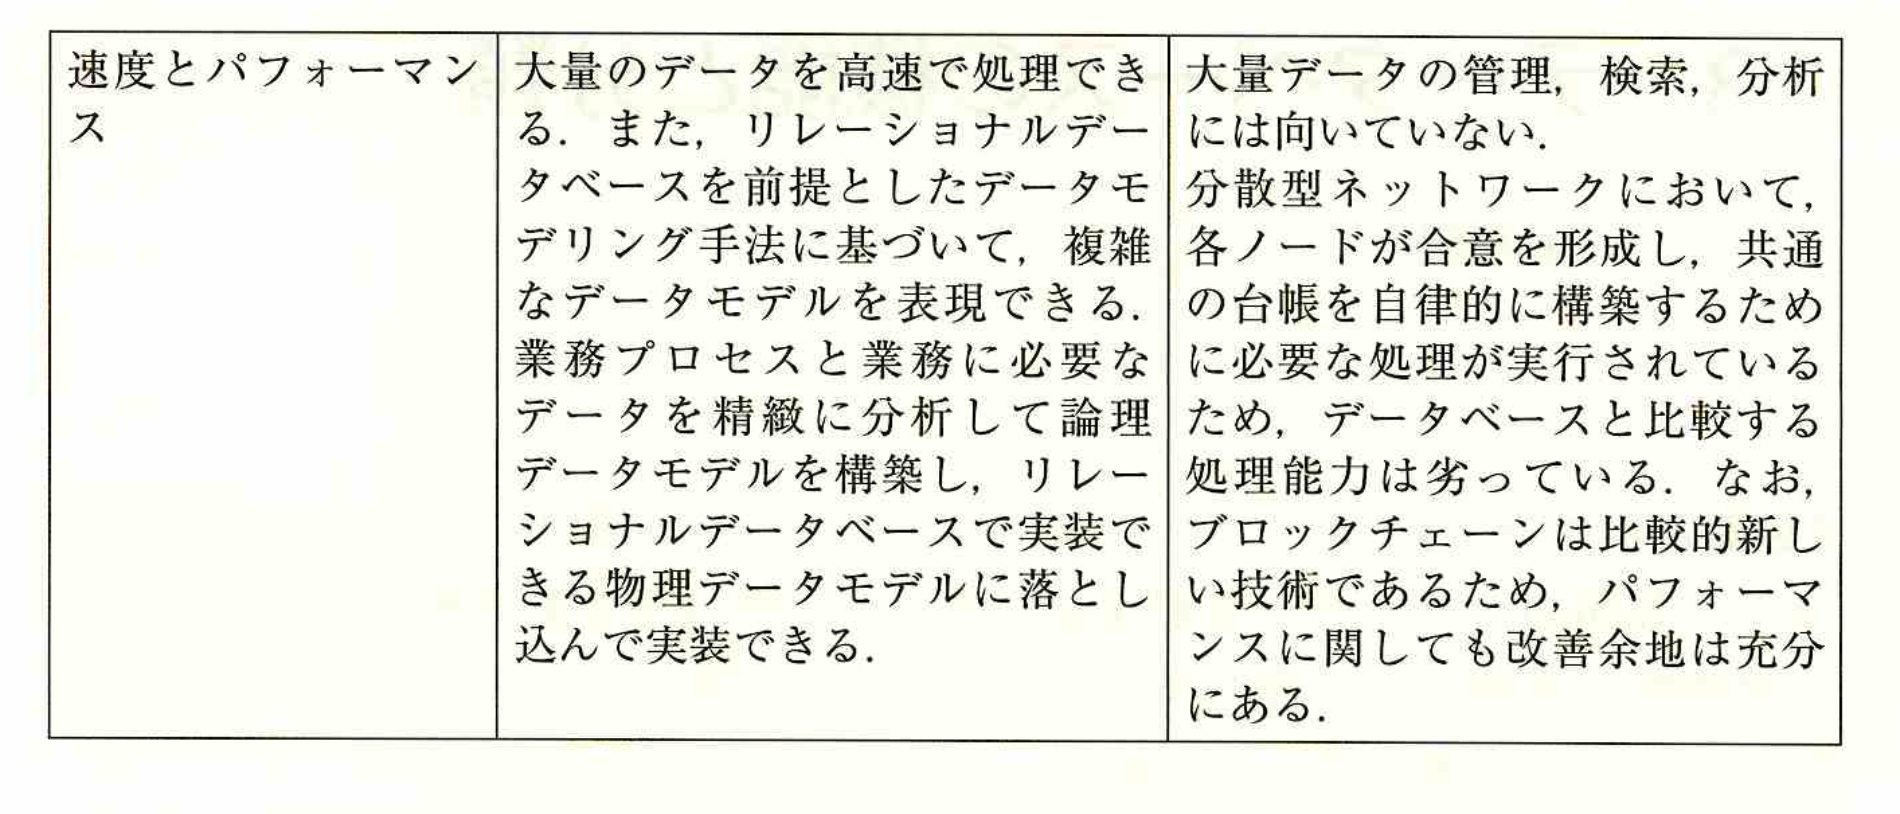 速度とパフォーマン
ス
大量のデータを高速で処理でき
る．また，リレーショナルデー
タベースを前提としたデータモ
デリング手法に基づいて，複雑
なデータモデルを表現できる．
業務プロセスと業務に必要な
データを精緻に分析して論理
データモデルを構築し，リレー
ショナルデータベースで実装で
きる物理データモデルに落とし
込んで実装できる．
大量データの管理，検索，分析
には向いていない．
分散型ネットワークにおいて，
各ノードが合意を形成し，共通
の台帳を自律的に構築するため
に必要な処理が実行されている
ため，データベースと比較する
処理能力は劣っている．なお，
ブロックチェーンは比較的新し
い技術であるため，パフォーマ
ンスに関しても改善余地は充分
にある．